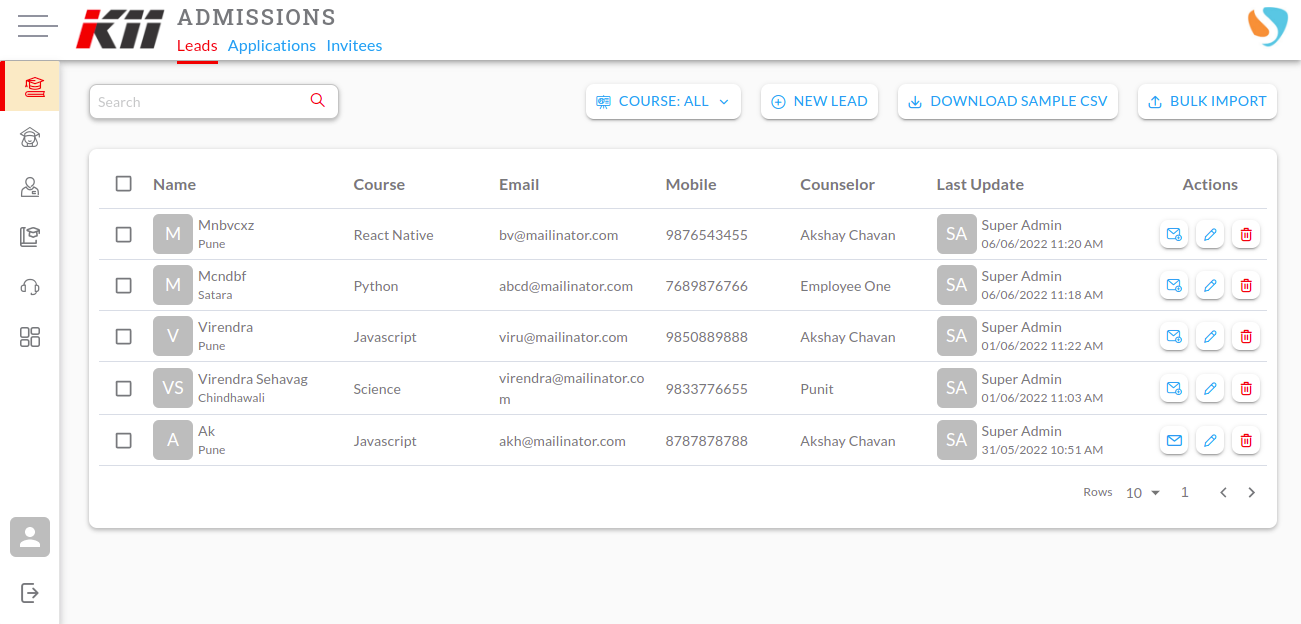 KII ADMISSIONS
Leads Applications Invitees
Search COURSE: ALL NEW LEAD DOWNLOAD SAMPLE CSV BULK IMPORT
Name Course Email Mobile Counselor Last Update Actions
M Mnbvcxz Pune React Native bv@mailinator.com 9876543455 Akshay Chavan SA Super Admin 06/06/2022 11:20 AM
M Mcndbf Satara Python abcd@mailinator.com 7689876766 Employee One SA Super Admin 06/06/2022 11:18 AM
V Virendra Pune Javascript viru@mailinator.com 9850889888 Akshay Chavan SA Super Admin 01/06/2022 11:22 AM
VS Virendra Sehavag Chindhawali Science virendra@mailinator.co
m 9833776655 Punit SA Super Admin 01/06/2022 11:03 AM
A Ak Pune Javascript akh@mailinator.com 8787878788 Akshay Chavan SA Super Admin 31/05/2022 10:51 AM
Rows 10 1